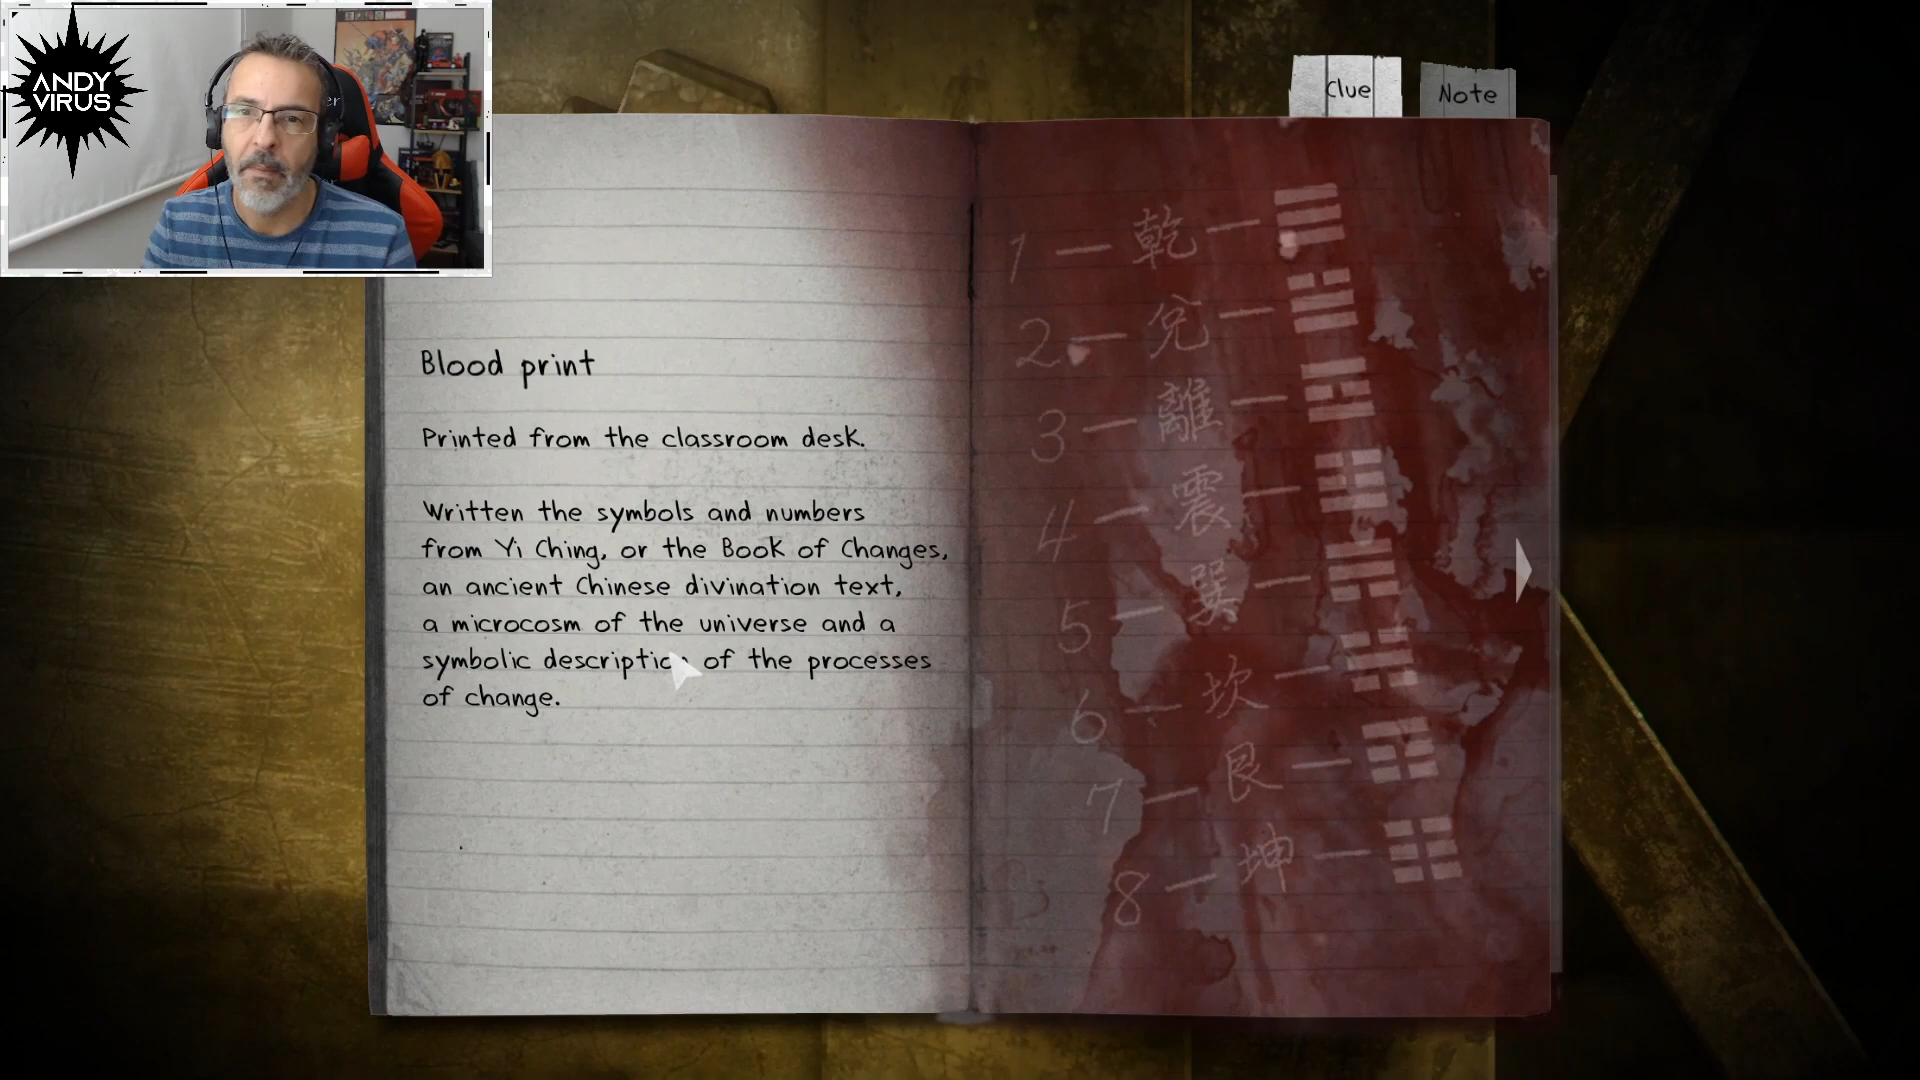 ANDY
VIRUS
Clue
Note
Blood print
Printed from the classroom desk.
Written the symbols and numbers
from Yi Ching, or the Book of Changes,
an ancient Chinese divination text,
a microcosm of the universe and a
symbolic description of the processes
of change.
1 — 乾 — ☰
2 — 兌 — ☱
3 — 離 — ☲
4 — 震 — ☳
5 — 巽 — ☴
6 — 坎 — ☵
7 — 艮 — ☶
8 — 坤 — ☷